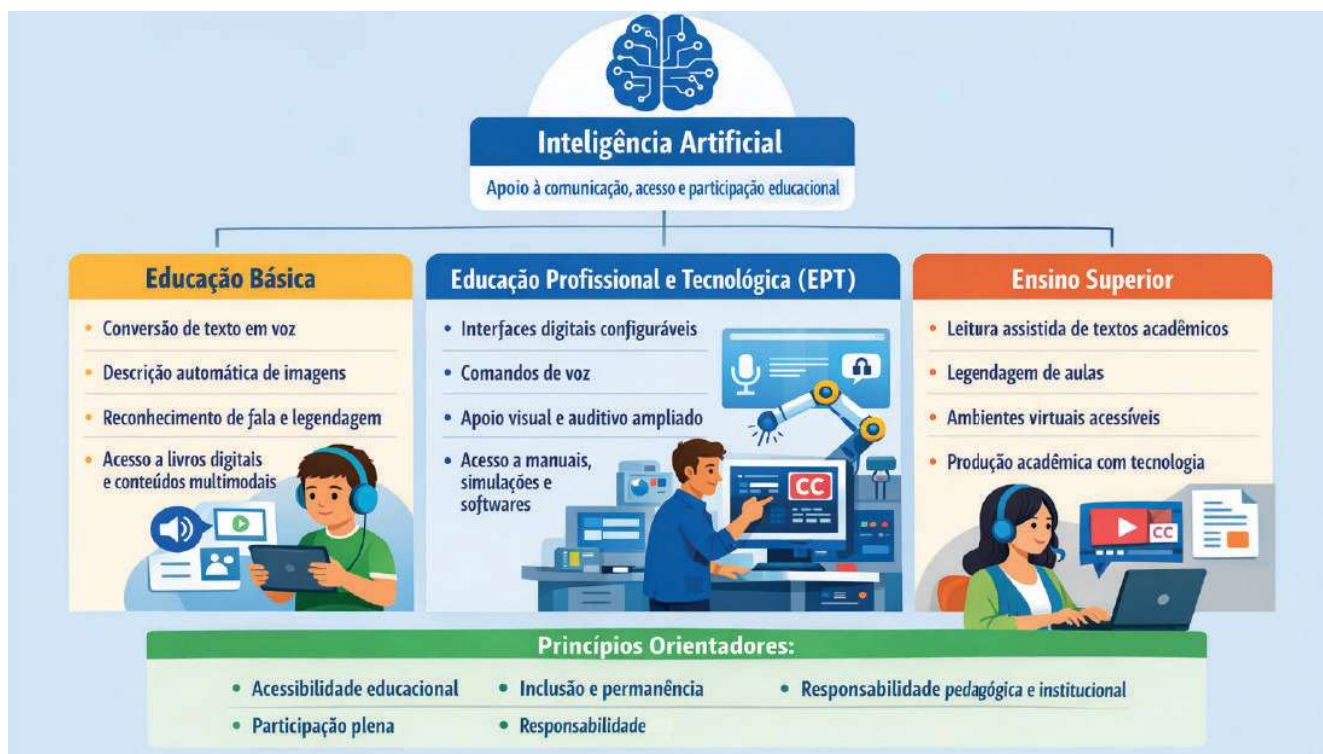 Inteligência Artificial
Apoio à comunicação, acesso e participação educacional
Educação Básica
• Conversão de texto em voz
• Descrição automática de imagens
• Reconhecimento de fala e legendagem
• Acesso a livros digitais
e conteúdos multimodais
Educação Profissional e Tecnológica (EPT)
• Interfaces digitais configuráveis
• Comandos de voz
• Apoio visual e auditivo ampliado
• Acesso a manuais,
simulações e
softwares
CC
Ensino Superior
• Leitura assistida de textos acadêmicos
• Legendagem de aulas
• Ambientes virtuais acessíveis
• Produção acadêmica com tecnologia
CC
Princípios Orientadores:
• Acessibilidade educacional
• Inclusão e permanência
• Responsabilidade pedagógica e institucional
• Participação plena
• Responsabilidade